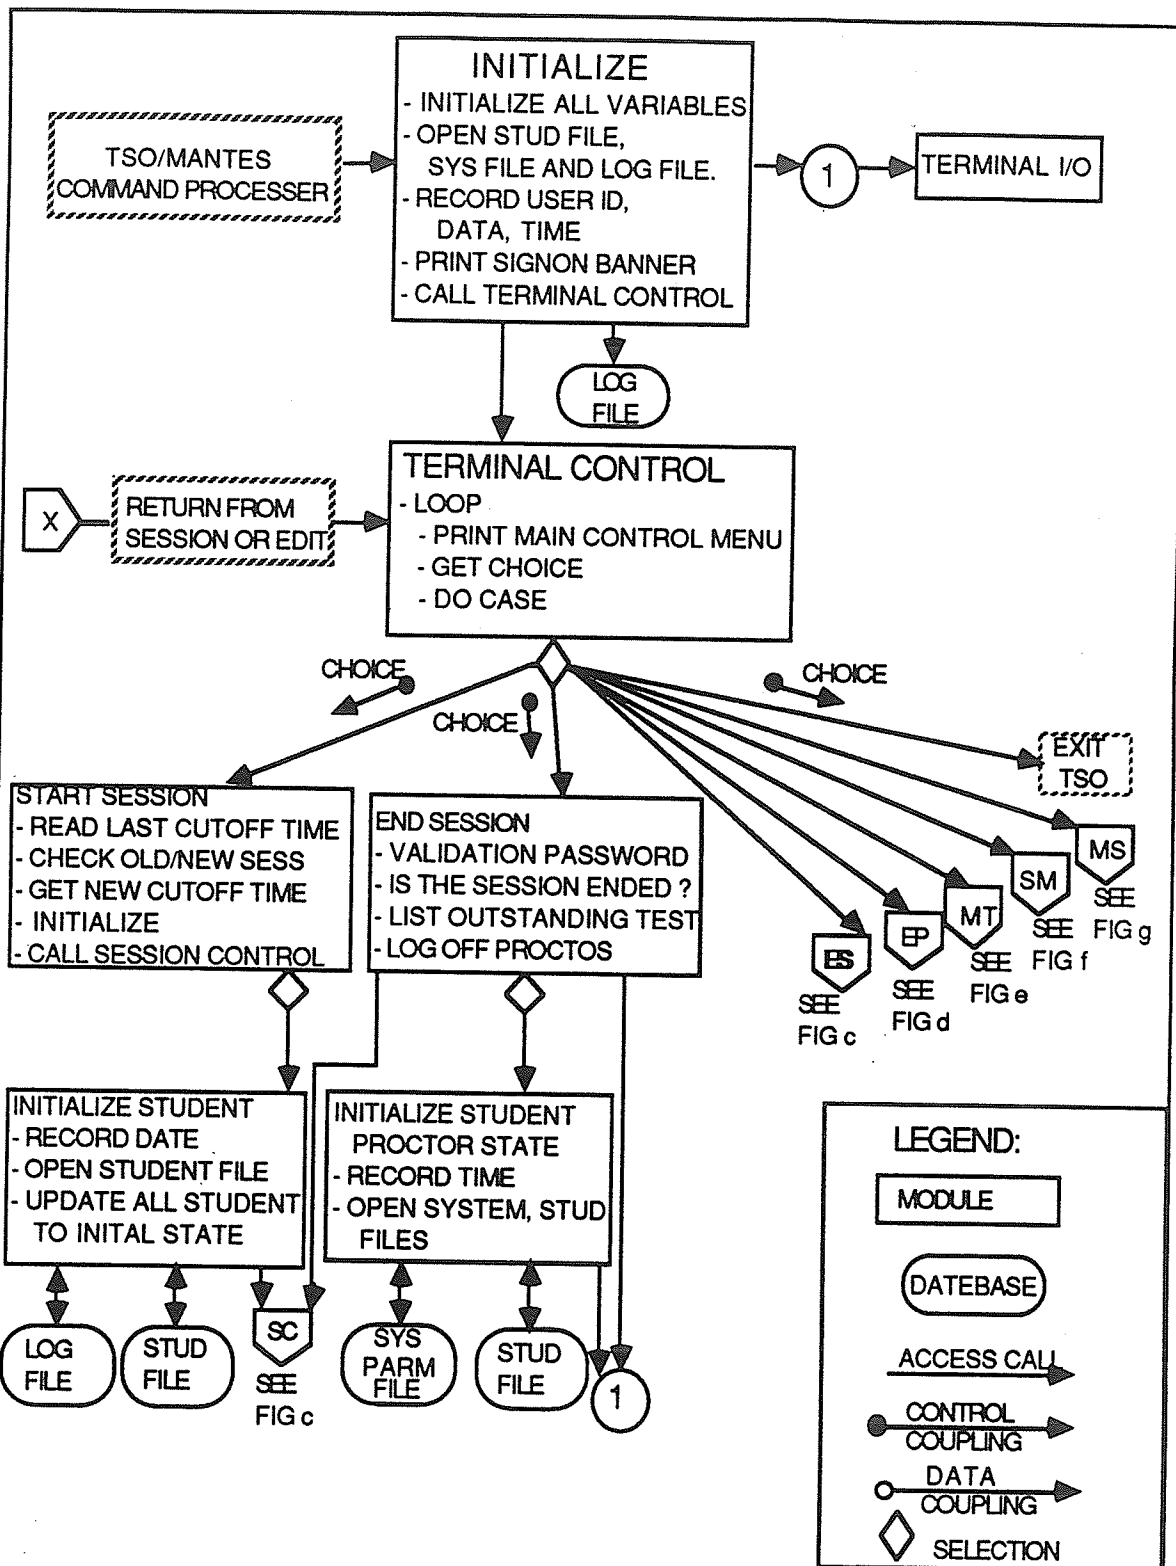 INITIALIZE
- INITIALIZE ALL VARIABLES
- OPEN STUD FILE,
SYS FILE AND LOG FILE.
- RECORD USER ID,
DATA, TIME
- PRINT SIGNON BANNER
- CALL TERMINAL CONTROL
TSO/MANTES
COMMAND PROCESSER
1
TERMINAL I/O
LOG
FILE
TERMINAL CONTROL
- LOOP
- PRINT MAIN CONTROL MENU
- GET CHOICE
- DO CASE
X
RETURN FROM
SESSION OR EDIT
CHOICE
CHOICE
CHOICE
EXIT
TSO
START SESSION
- READ LAST CUTOFF TIME
- CHECK OLD/NEW SESS
- GET NEW CUTOFF TIME
- INITIALIZE
- CALL SESSION CONTROL
END SESSION
- VALIDATION PASSWORD
- IS THE SESSION ENDED ?
- LIST OUTSTANDING TEST
- LOG OFF PROCTOS
SEE
FIG c
EP
SEE
FIG d
MT
SEE
FIG e
SM
SEE
FIG f
MS
SEE
FIG g
INITIALIZE STUDENT
- RECORD DATE
- OPEN STUDENT FILE
- UPDATE ALL STUDENT
TO INITAL STATE
INITIALIZE STUDENT
PROCTOR STATE
- RECORD TIME
- OPEN SYSTEM, STUD
FILES
LOG
FILE
STUD
FILE
SC
SEE
FIG c
SYS
PARM
FILE
STUD
FILE
1
LEGEND:
MODULE
DATEBASE
ACCESS CALL
CONTROL
COUPLING
DATA
COUPLING
SELECTION